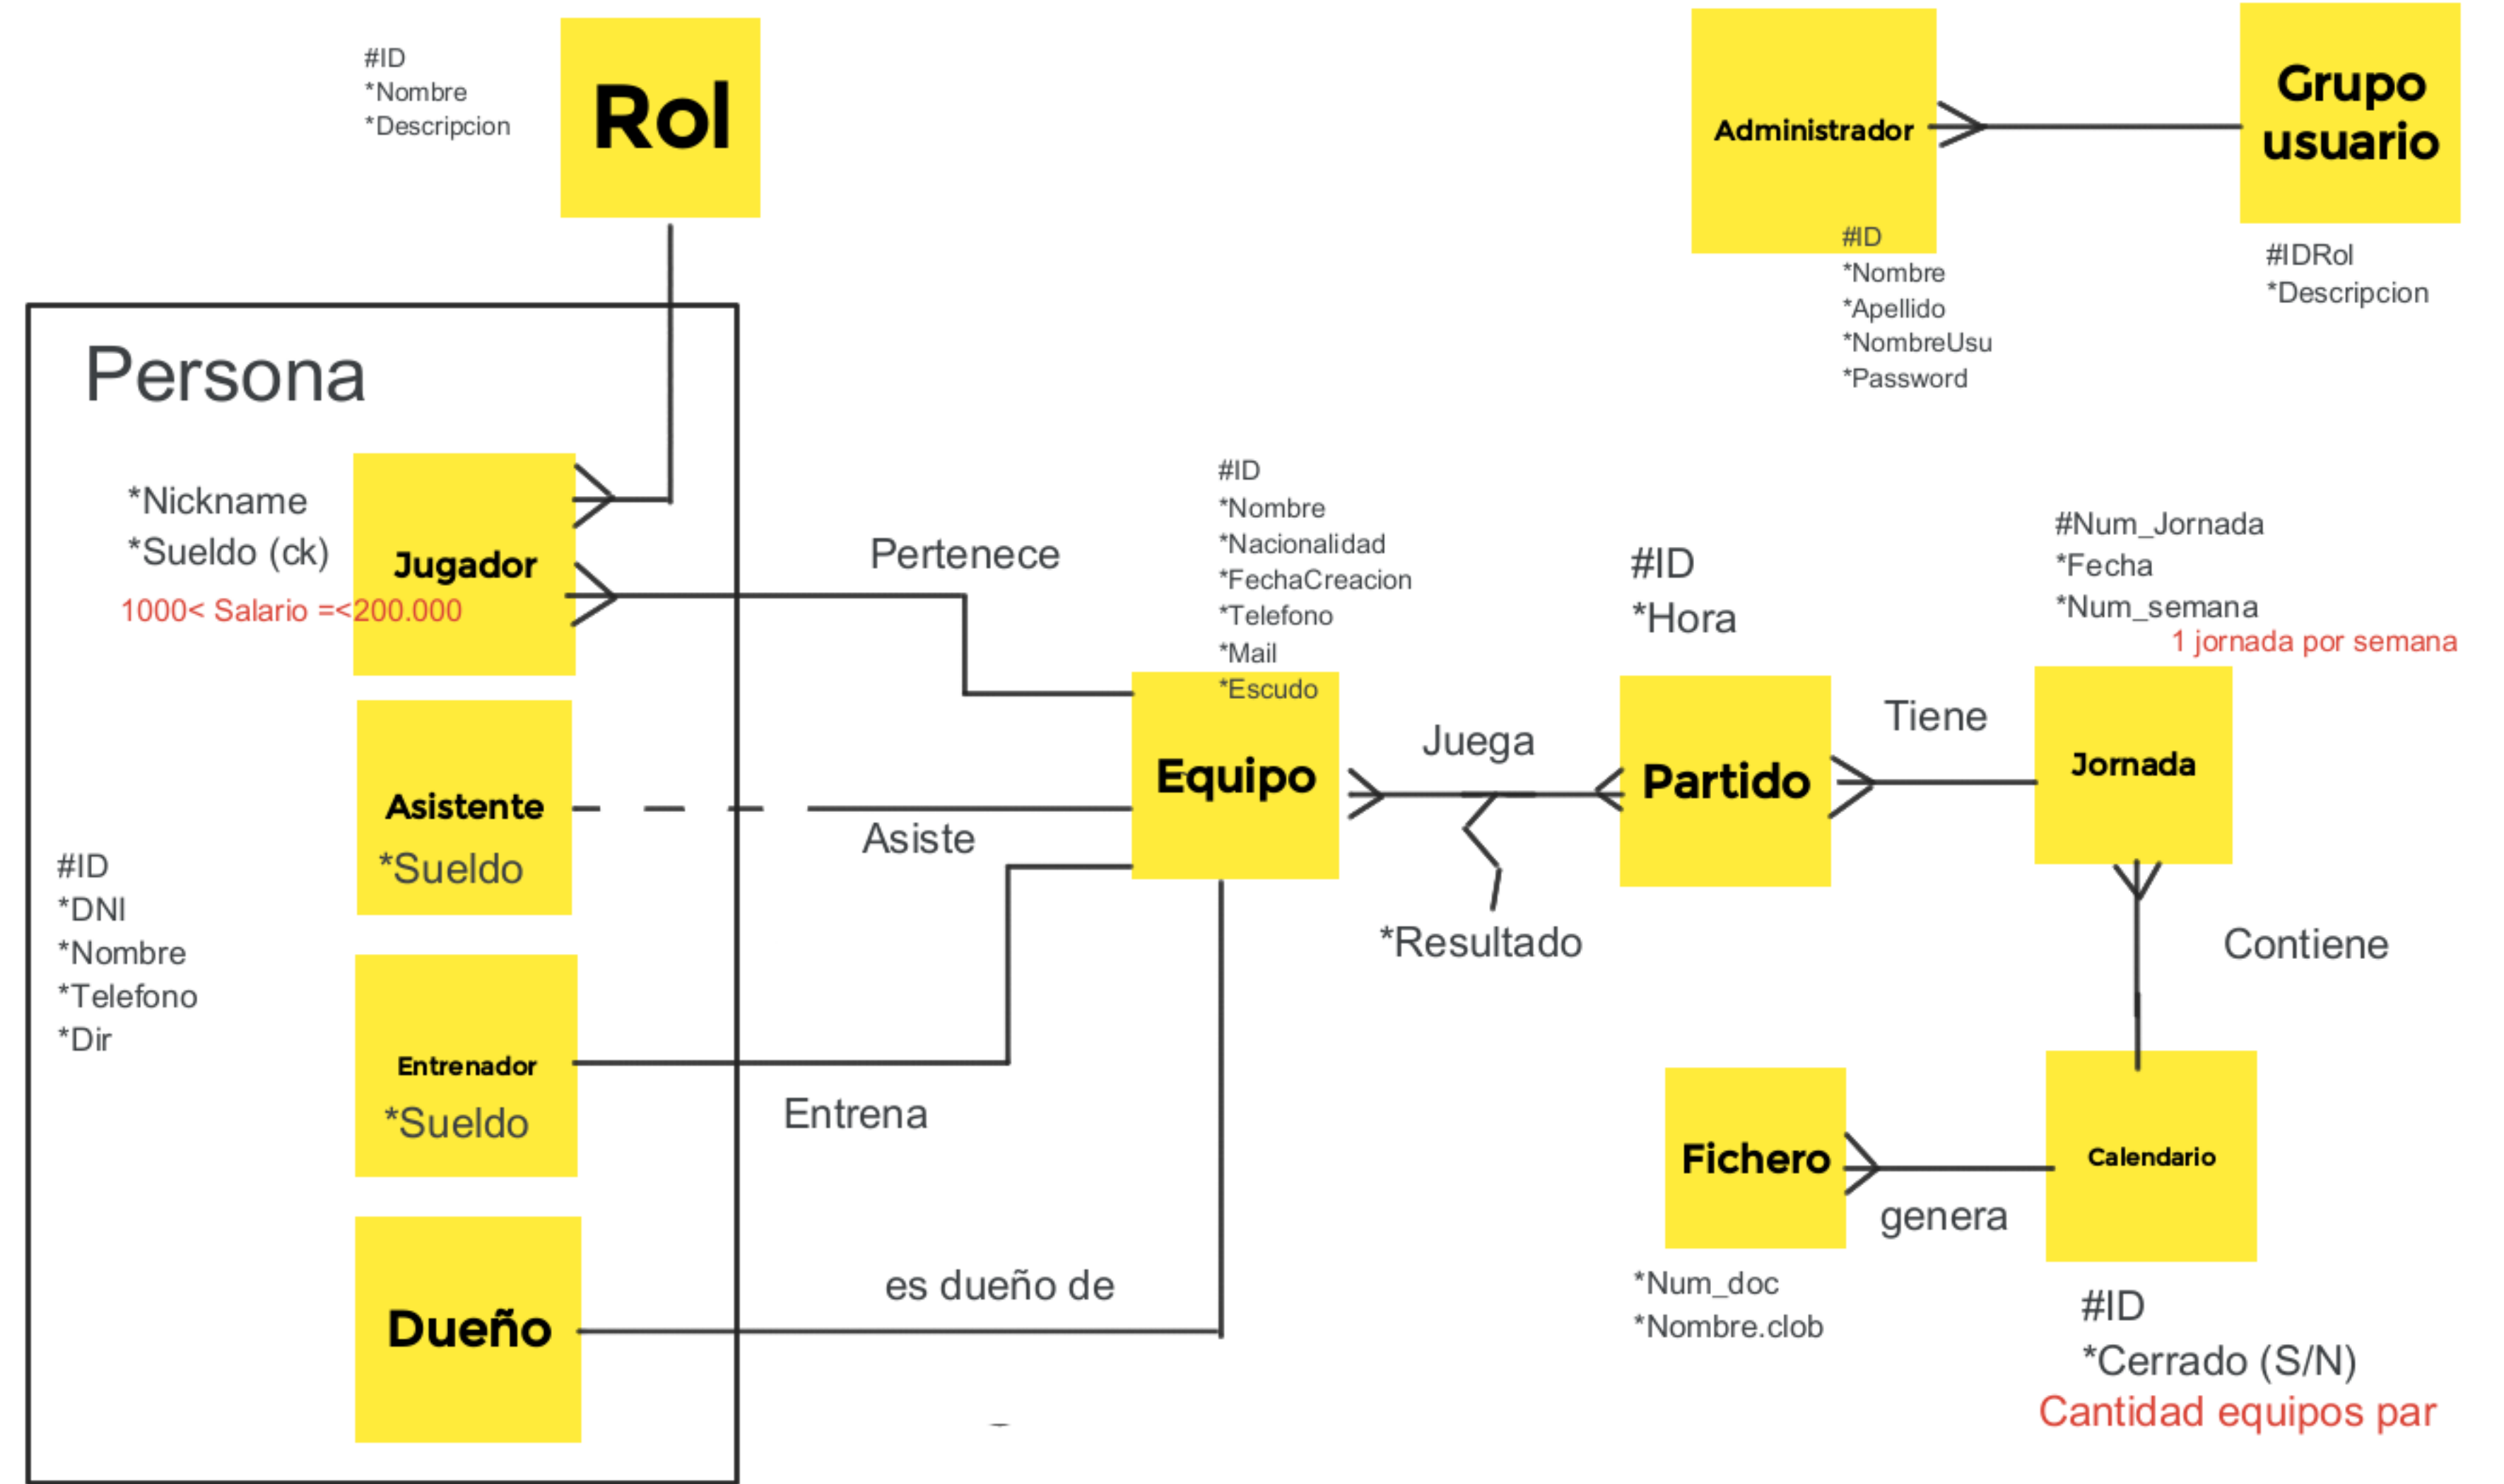 #ID
*Nombre
*Descripcion
Rol
Administrador
#ID
*Nombre
*Apellido
*NombreUsu
*Password
Grupo
usuario
#IDRol
*Descripcion
Persona
*Nickname
*Sueldo (ck)
1000< Salario =<200.000
Jugador
Pertenece
Asistente
*Sueldo
Asiste
#ID
*DNI
*Nombre
*Telefono
*Dir
Entrenador
*Sueldo
Entrena
Dueño
es dueño de
#ID
*Nombre
*Nacionalidad
*FechaCreacion
*Telefono
*Mail
*Escudo
Equipo
Juega
*Resultado
#ID
*Hora
Partido
Tiene
#Num_Jornada
*Fecha
*Num_semana
1 jornada por semana
Jornada
Contiene
Fichero
*Num_doc
*Nombre.clob
genera
Calendario
#ID
*Cerrado (S/N)
Cantidad equipos par